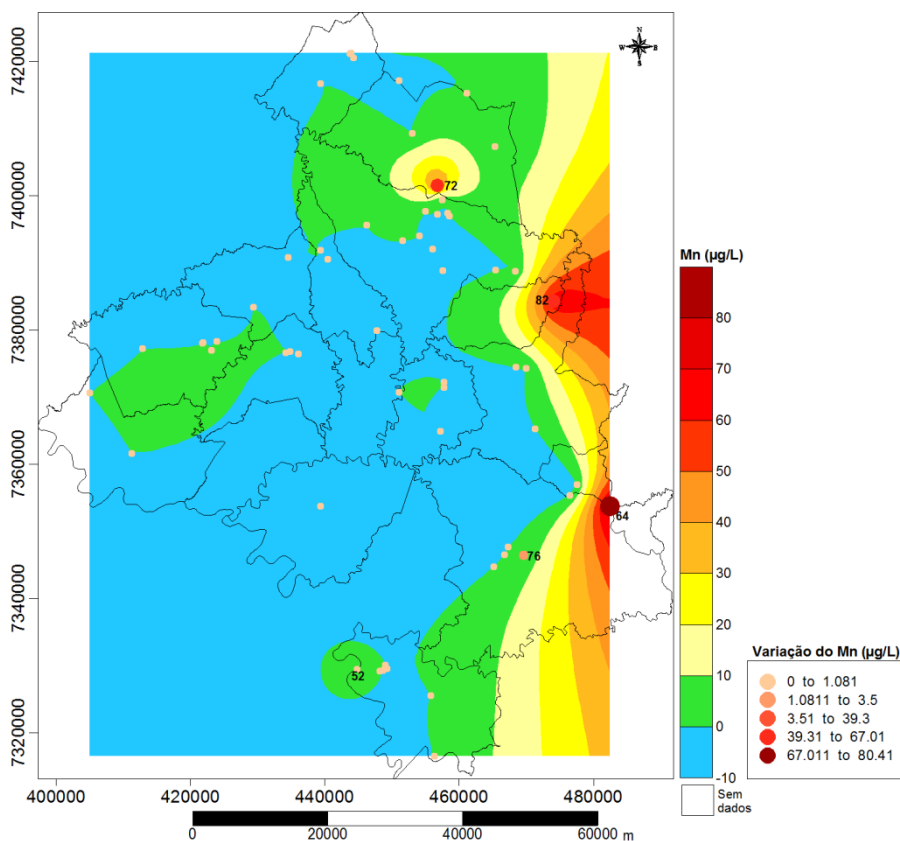 N
W
S
7420000
7400000
7380000
7360000
7340000
7320000
400000
420000
440000
460000
480000
72
82
64
76
52
0
20000
40000
60000 m
Mn (µg/L)
80
70
60
50
40
30
20
10
0
-10
Sem
dados
Variação do Mn (µg/L)
0 to 1.081
1.0811 to 3.5
3.51 to 39.3
39.31 to 67.01
67.011 to 80.41